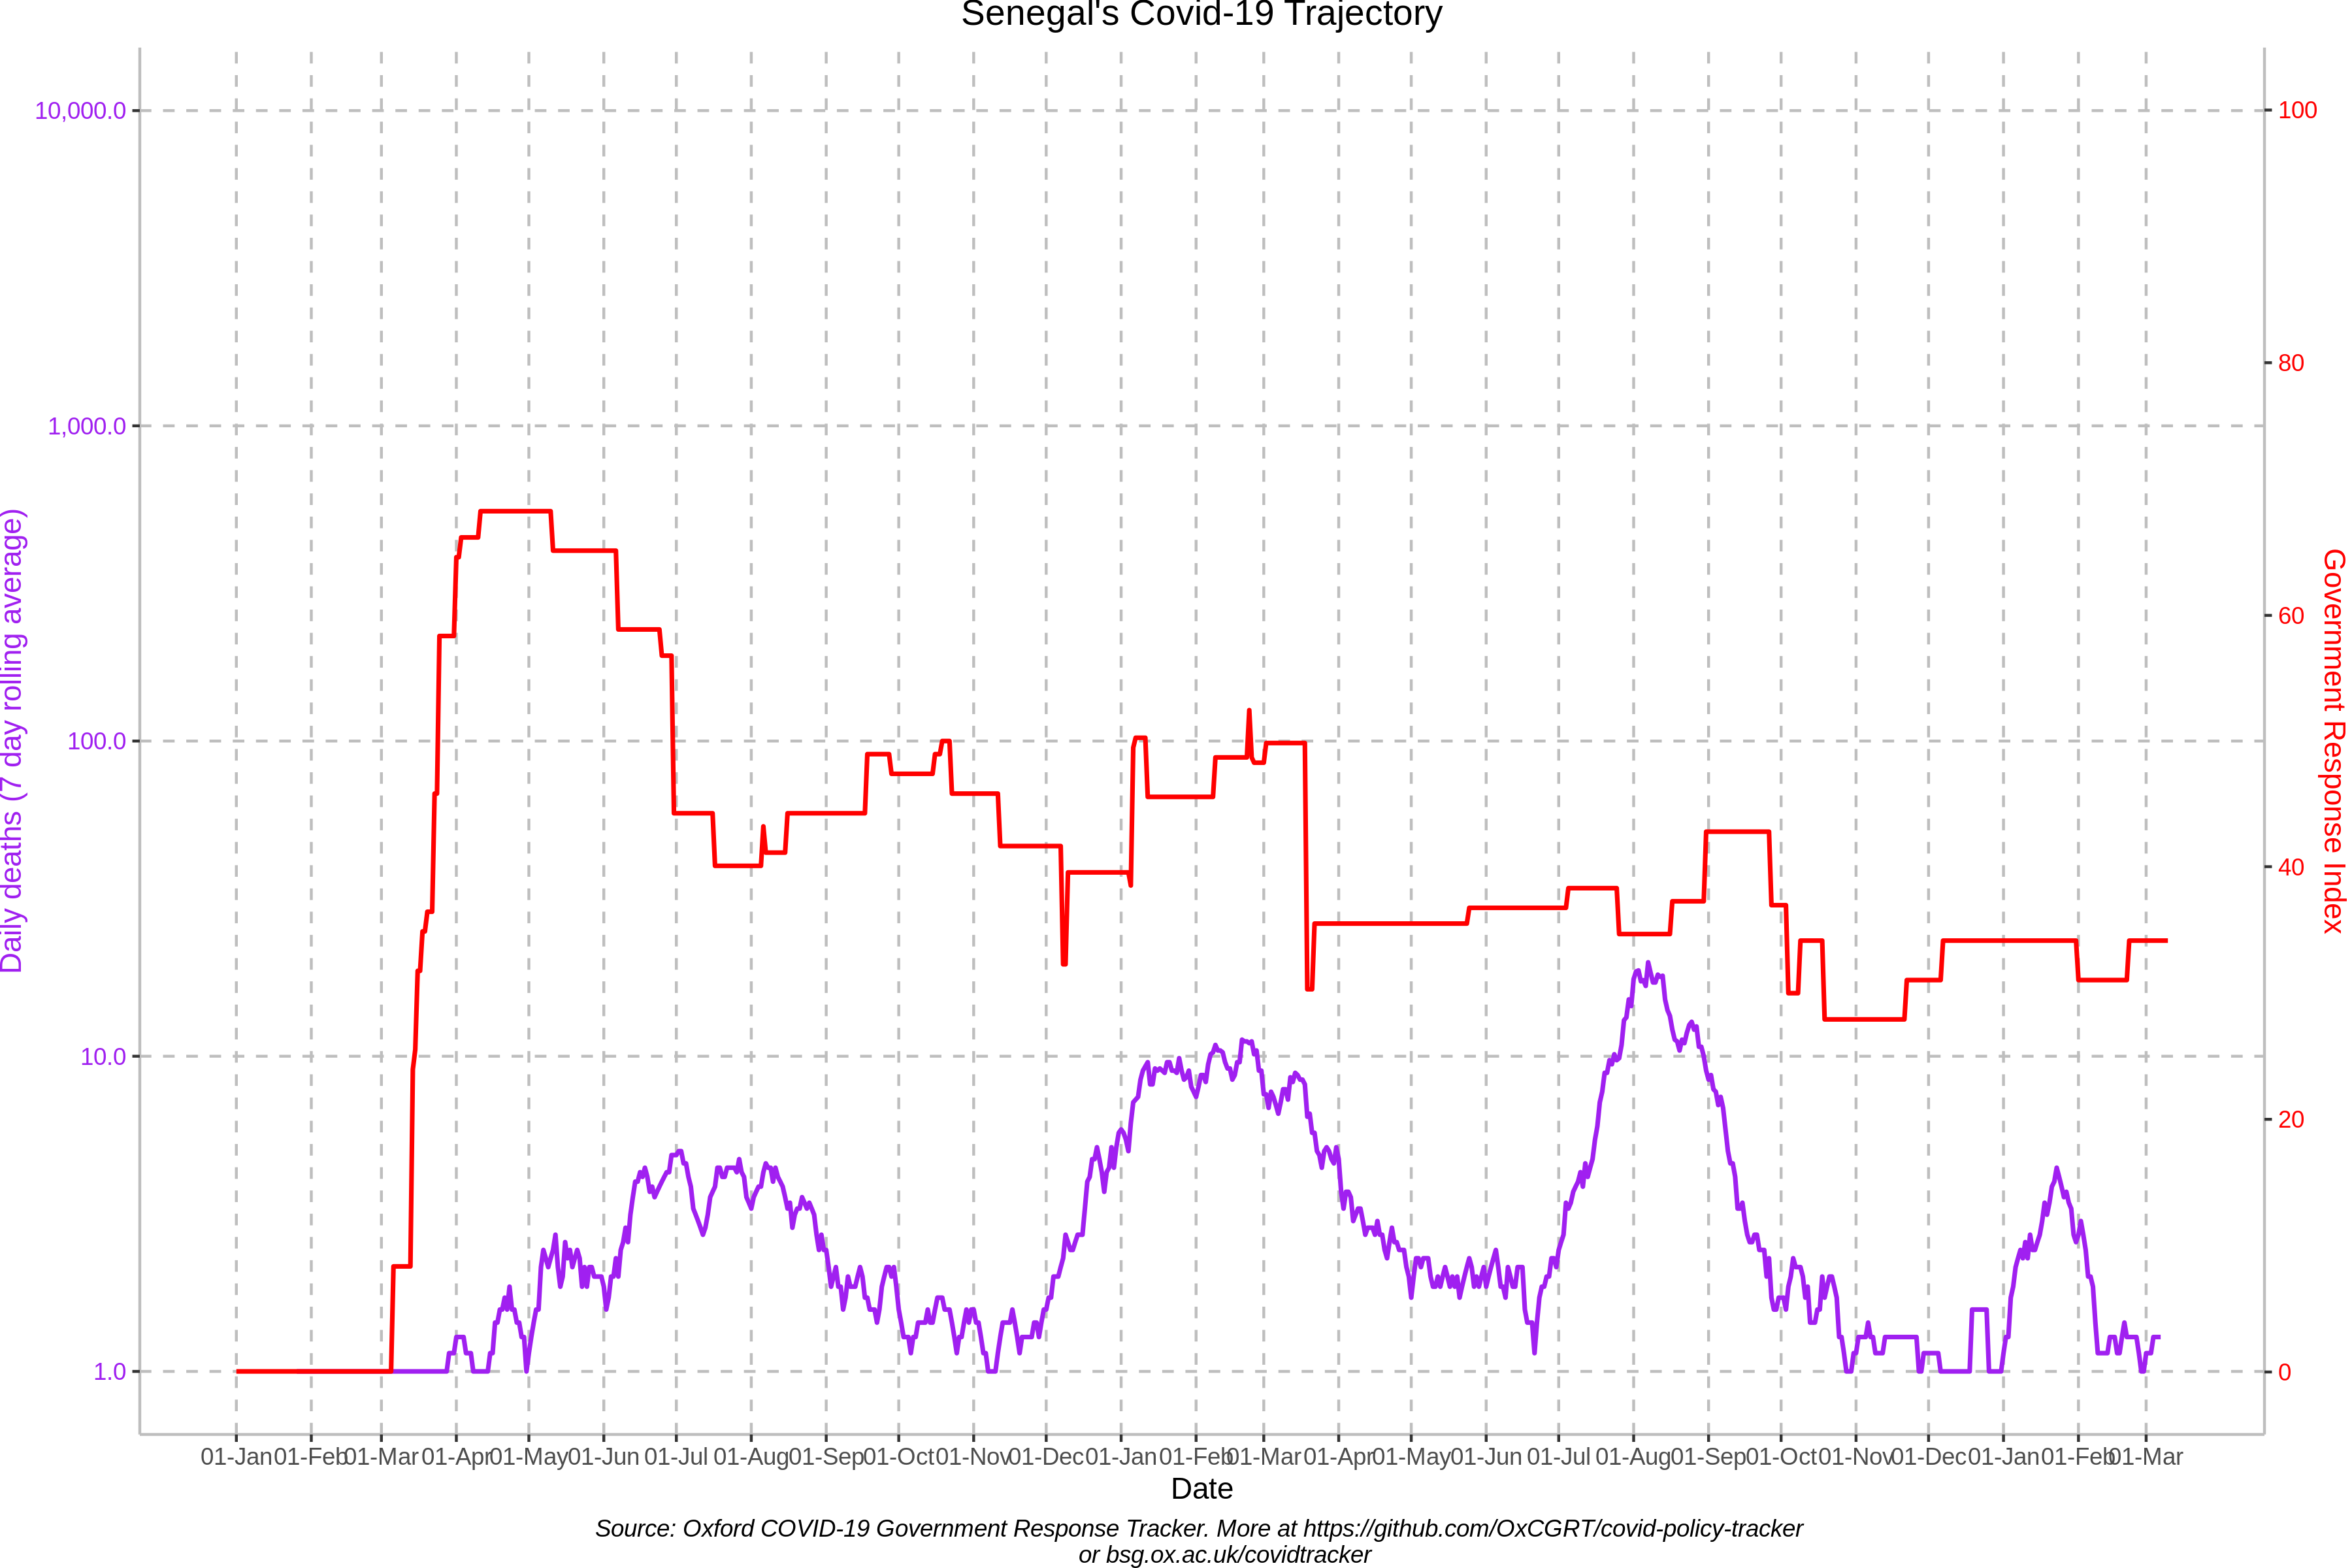 Senegal's Covid-19 Trajectory
10,000.0
1,000.0
100.0
10.0
1.0
Daily deaths (7 day rolling average)
100
80
60
40
20
0
Government Response Index
01-Jan 01-Feb 01-Mar 01-Apr 01-May 01-Jun 01-Jul 01-Aug 01-Sep 01-Oct 01-Nov 01-Dec 01-Jan 01-Feb 01-Mar 01-Apr 01-May 01-Jun 01-Jul 01-Aug 01-Sep 01-Oct 01-Nov 01-Dec 01-Jan 01-Feb 01-Mar
Date
Source: Oxford COVID-19 Government Response Tracker. More at https://github.com/OxCGRT/covid-policy-tracker
or bsg.ox.ac.uk/covidtracker